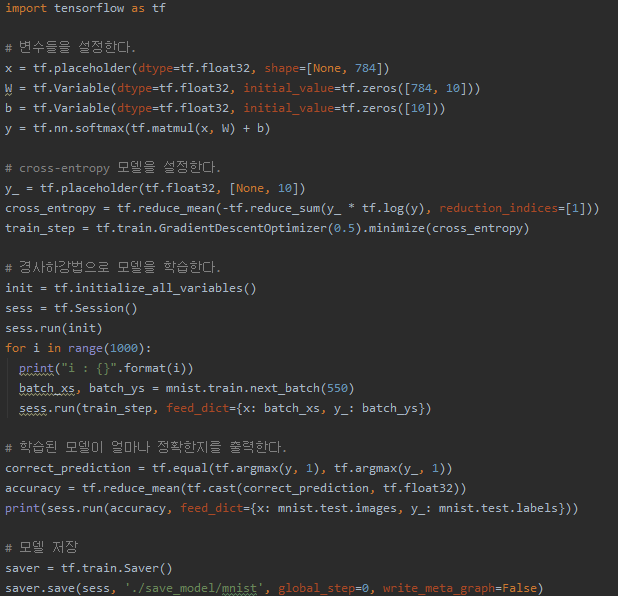 import tensorflow as tf
# 변수들을 설정한다.
x = tf.placeholder(dtype=tf.float32, shape=[None, 784])
W = tf.Variable(dtype=tf.float32, initial_value=tf.zeros([784, 10]))
b = tf.Variable(dtype=tf.float32, initial_value=tf.zeros([10]))
y = tf.nn.softmax(tf.matmul(x, W) + b)
# cross-entropy 모델을 설정한다.
y_ = tf.placeholder(tf.float32, [None, 10])
cross_entropy = tf.reduce_mean(-tf.reduce_sum(y_ * tf.log(y), reduction_indices=[1]))
train_step = tf.train.GradientDescentOptimizer(0.5).minimize(cross_entropy)
# 경사하강법으로 모델을 학습한다.
init = tf.initialize_all_variables()
sess = tf.Session()
sess.run(init)
for i in range(1000):
  print("i : {}".format(i))
  batch_xs, batch_ys = mnist.train.next_batch(550)
  sess.run(train_step, feed_dict={x: batch_xs, y_: batch_ys})
# 학습된 모델이 얼마나 정확한지를 출력한다.
correct_prediction = tf.equal(tf.argmax(y, 1), tf.argmax(y_, 1))
accuracy = tf.reduce_mean(tf.cast(correct_prediction, tf.float32))
print(sess.run(accuracy, feed_dict={x: mnist.test.images, y_: mnist.test.labels}))
# 모델 저장
saver = tf.train.Saver()
saver.save(sess, './save_model/mnist', global_step=0, write_meta_graph=False)